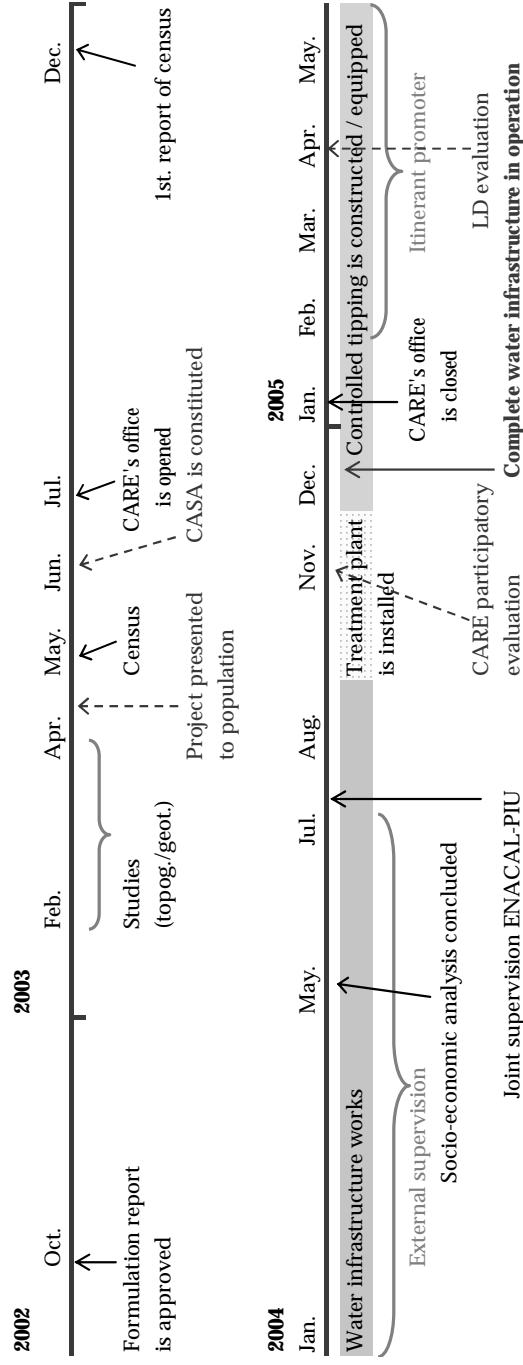 2002
2003
Oct.
Feb.
Apr.
May.
Jun.
Jul.
Dec.
Formulation report
is approved
Studies
(topog./geot.)
Project presented
to population
Census
CASA is constituted
CARE's office
is opened
1st. report of census
2004
2005
Jan.
May.
Jul.
Aug.
Nov.
Dec.
Jan.
Feb.
Mar.
Apr.
May.
Water infrastructure works
Treatment plant
is installed
Controlled tipping is constructed / equipped
External supervision
Socio-economic analysis concluded
Joint supervision ENACAL-PIU
CARE participatory
evaluation
CARE's office
is closed
Itinerant promoter
LD evaluation
Complete water infrastructure in operation